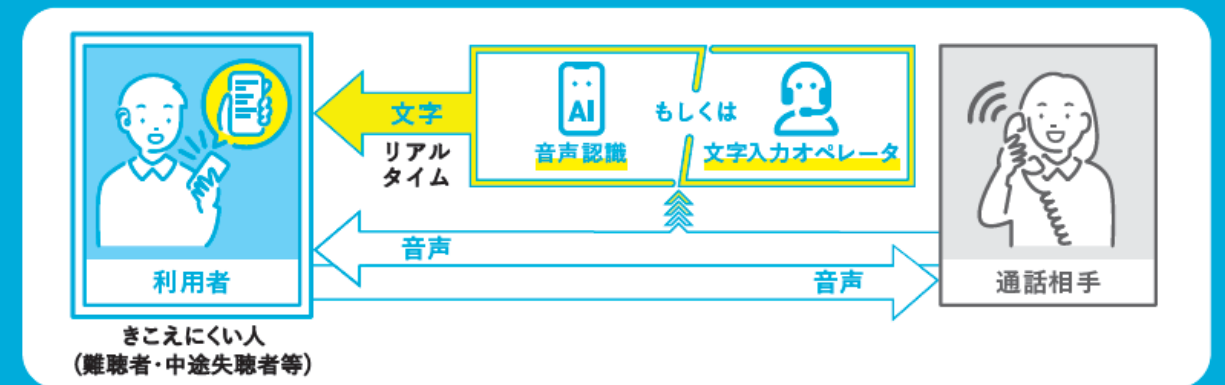 文字
リアル
タイム
AI
もしくは
音声認識
文字入力オペレータ
音声
音声
利用者
通話相手
きこえにくい人
(難聴者・中途失聴者等)